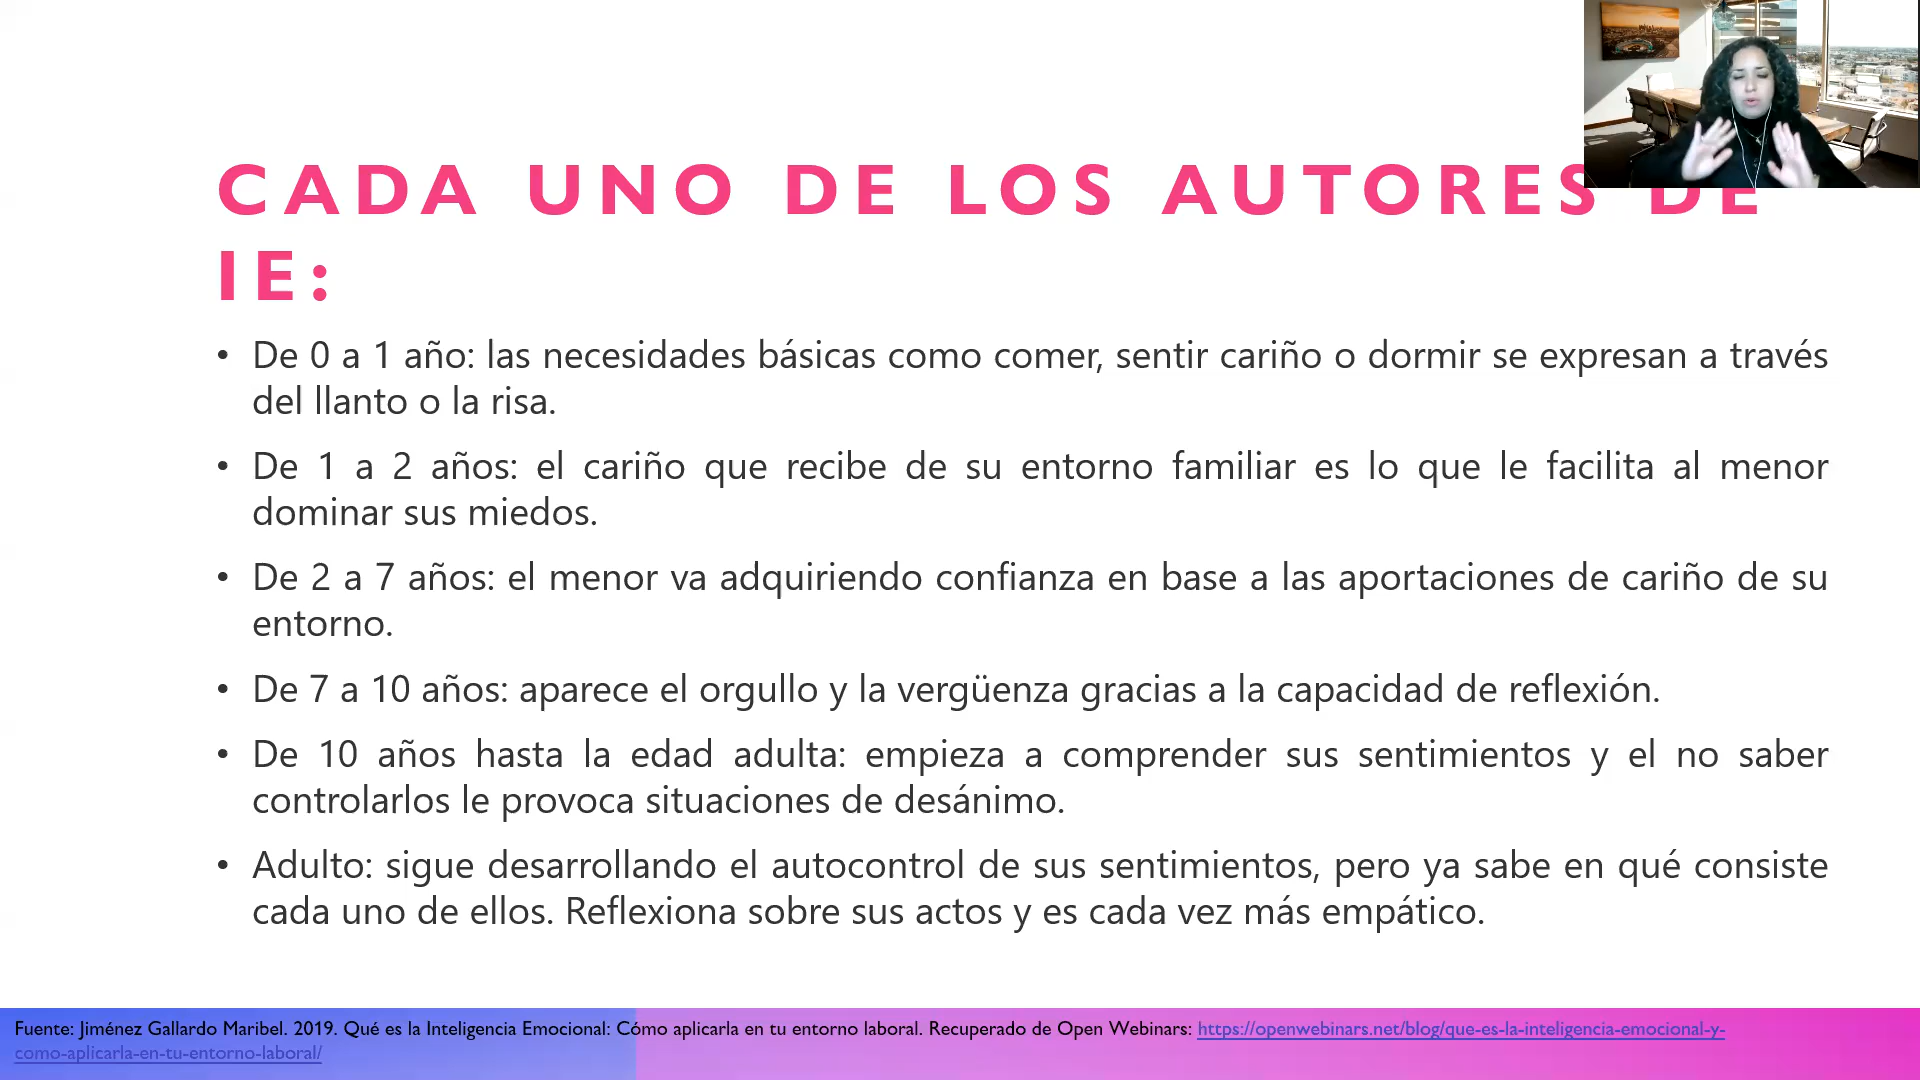 CADA UNO DE LOS AUTORES DE
IE:
• De 0 a 1 año: las necesidades básicas como comer, sentir cariño o dormir se expresan a través
del llanto o la risa.
• De 1 a 2 años: el cariño que recibe de su entorno familiar es lo que le facilita al menor
dominar sus miedos.
• De 2 a 7 años: el menor va adquiriendo confianza en base a las aportaciones de cariño de su
entorno.
• De 7 a 10 años: aparece el orgullo y la vergüenza gracias a la capacidad de reflexión.
• De 10 años hasta la edad adulta: empieza a comprender sus sentimientos y el no saber
controlarlos le provoca situaciones de desánimo.
• Adulto: sigue desarrollando el autocontrol de sus sentimientos, pero ya sabe en qué consiste
cada uno de ellos. Reflexiona sobre sus actos y es cada vez más empático.
Fuente: Jiménez Gallardo Maribel. 2019. Qué es la Inteligencia Emocional: Cómo aplicarla en tu entorno laboral. Recuperado de Open Webinars: https://openwebinars.net/blog/que-es-la-inteligencia-emocional-y-
como-aplicarla-en-tu-entorno-laboral/